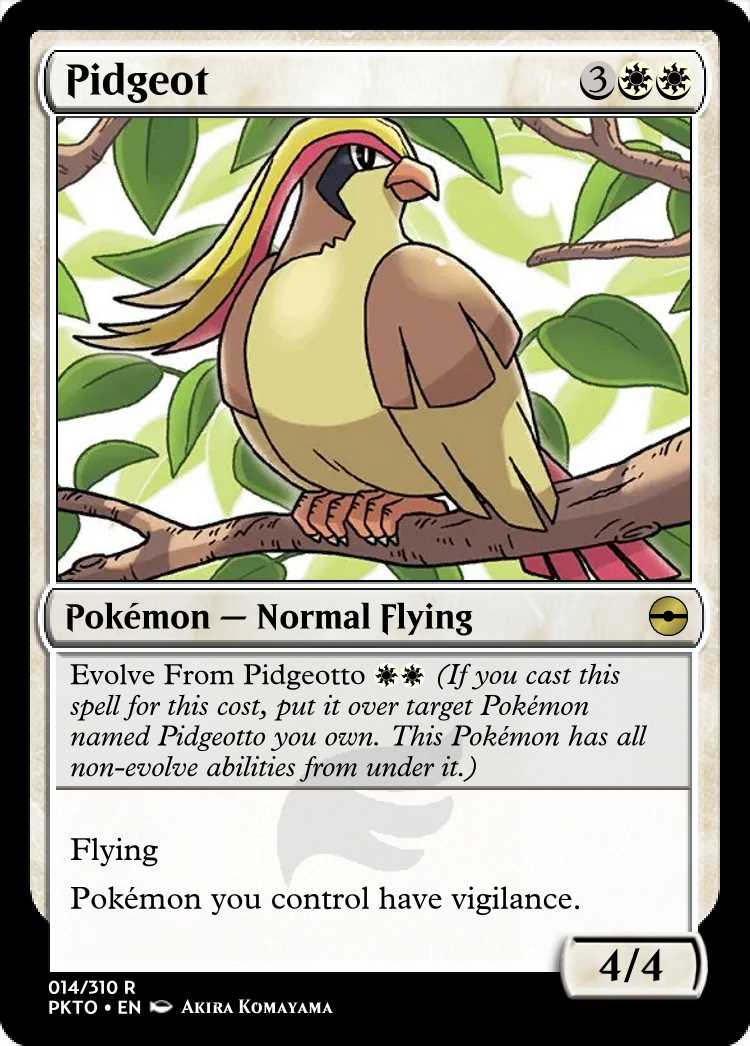 Pidgeot 3
Pokémon — Normal Flying
Evolve From Pidgeotto (If you cast this
spell for this cost, put it over target Pokémon
named Pidgeotto you own. This Pokémon has all
non-evolve abilities from under it.)
Flying
Pokémon you control have vigilance.
4/4
014/310 R
PKTO • EN Akira Komayama